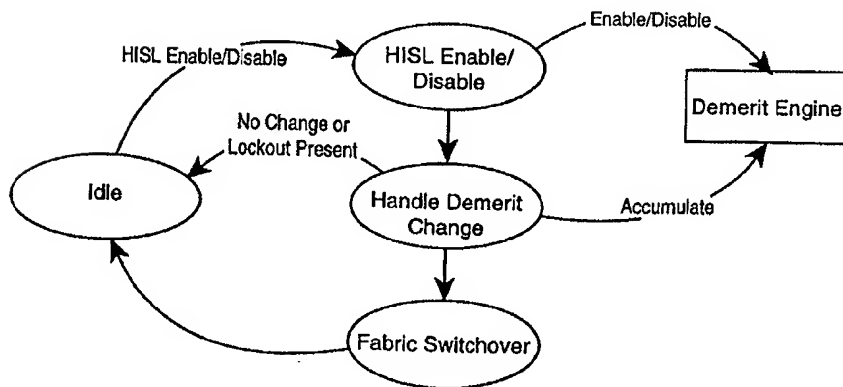 Enable/Disable
HISL Enable/Disable
HISL Enable/
Disable
Demerit Engine
No Change or
Lockout Present
Idle
Handle Demerit
Change
Accumulate
Fabric Switchover